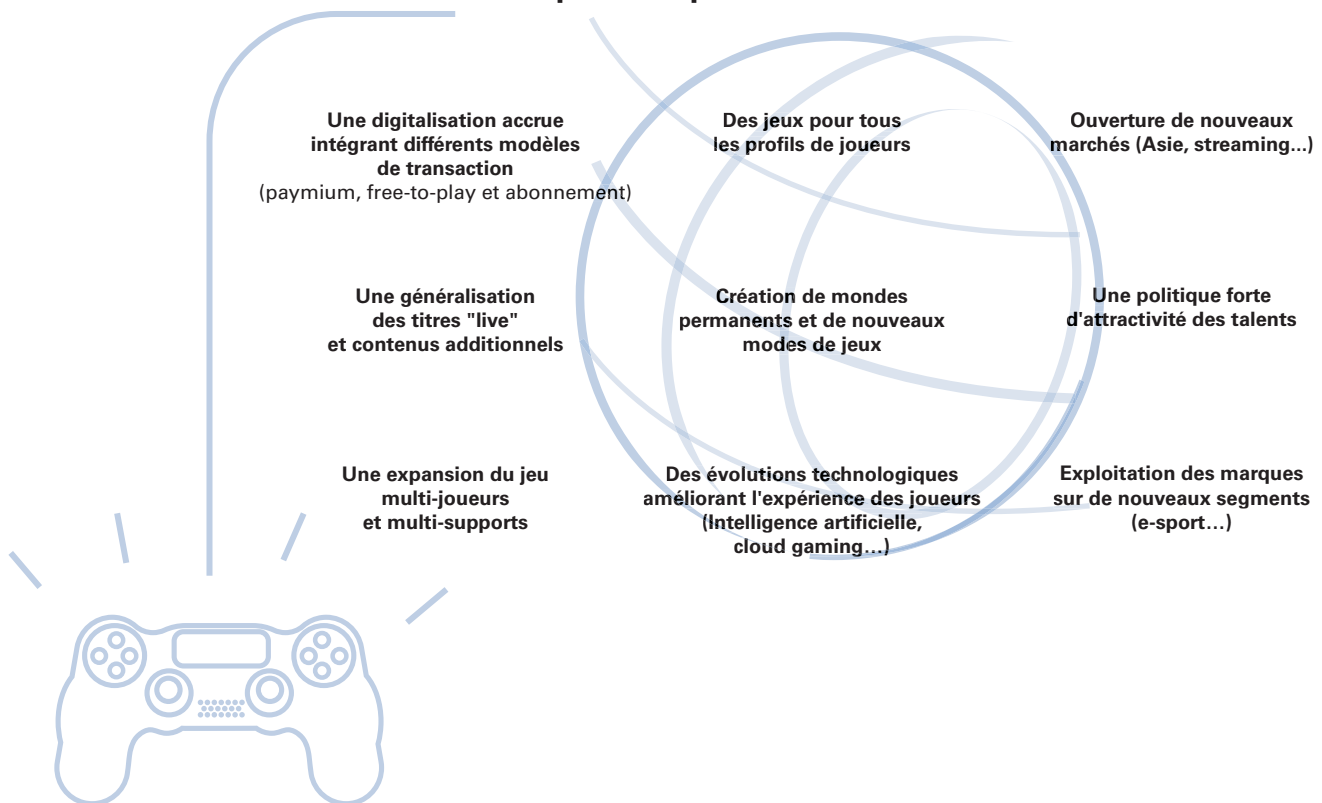 Une digitalisation accrue
intégrant différents modèles
de transaction
(paymium, free-to-play et abonnement)
Des jeux pour tous
les profils de joueurs
Ouverture de nouveaux
marchés (Asie, streaming...)
Une généralisation
des titres "live"
et contenus additionnels
Création de mondes
permanents et de nouveaux
modes de jeux
Une politique forte
d'attractivité des talents
Une expansion du jeu
multi-joueurs
et multi-supports
Des évolutions technologiques
améliorant l'expérience des joueurs
(Intelligence artificielle,
cloud gaming…)
Exploitation des marques
sur de nouveaux segments
(e-sport…)